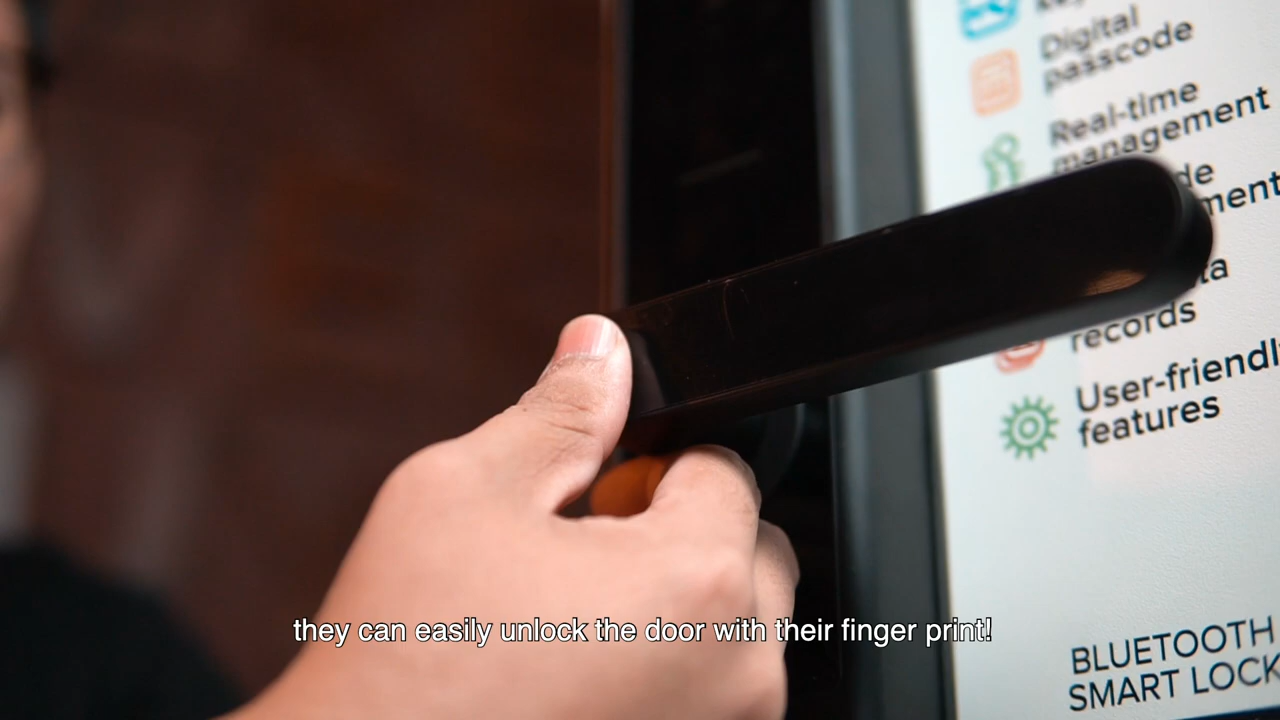 Digital
passcode
Real-time
management
records
User-friendl
features
BLUETOOTH
SMART LOCK
they can easily unlock the door with their finger print!